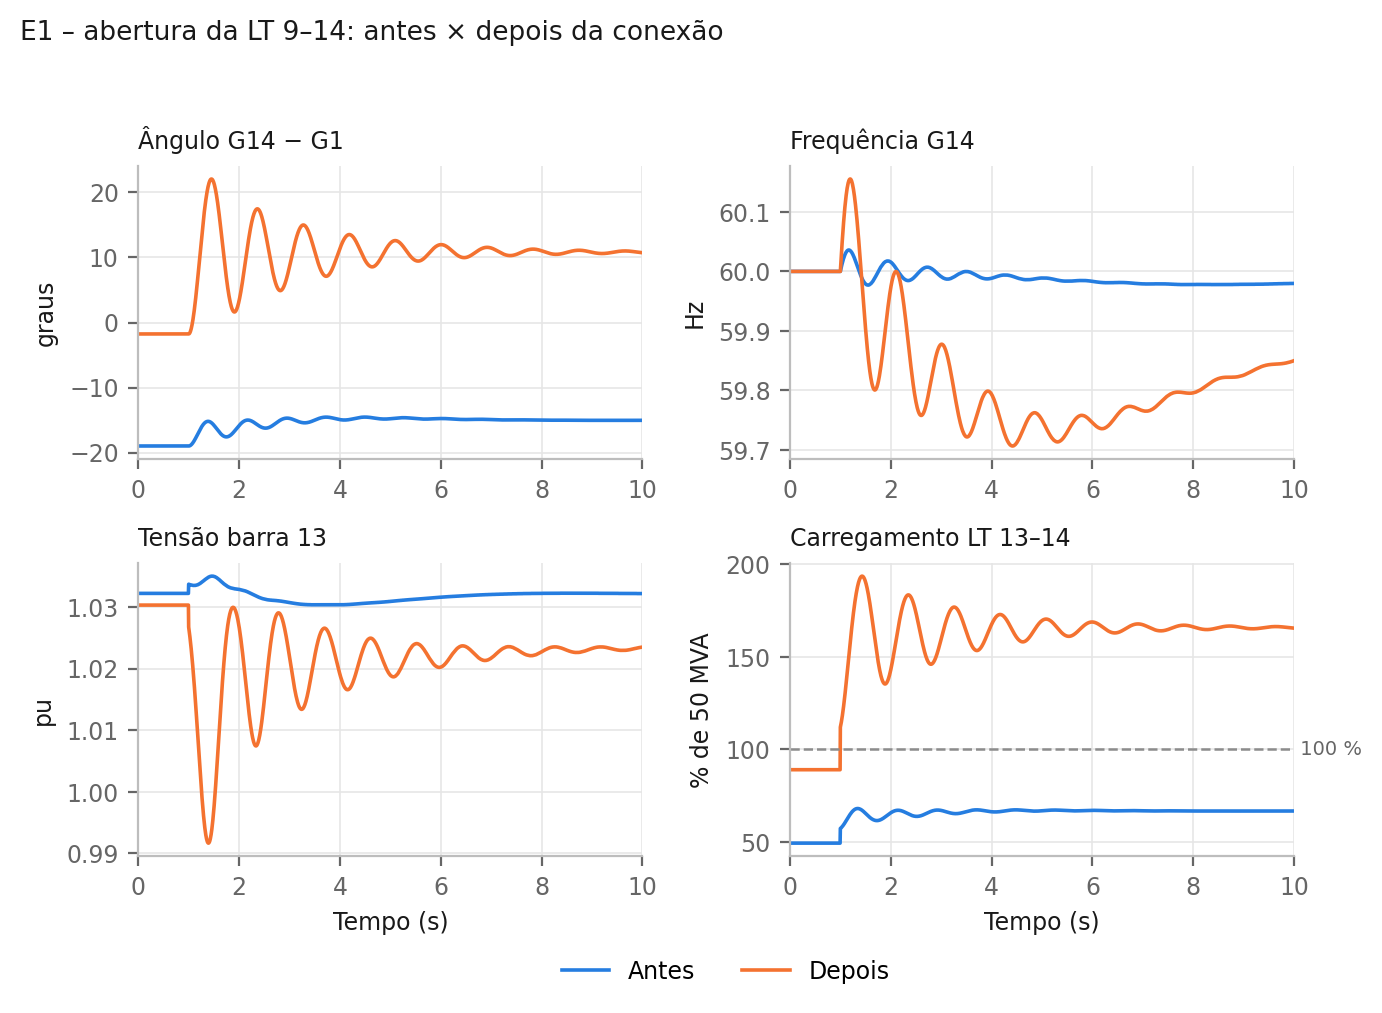 E1 – abertura da LT 9–14: antes × depois da conexão
Ângulo G14 − G1
Frequência G14
graus
20
10
0
−10
−20
0 2 4 6 8 10
Hz
60.1
60.0
59.9
59.8
59.7
0 2 4 6 8 10
Tensão barra 13
Carregamento LT 13–14
pu
1.03
1.02
1.01
1.00
0.99
0 2 4 6 8 10
Tempo (s)
% de 50 MVA
200
150
100
50
100 %
0 2 4 6 8 10
Tempo (s)
Antes
Depois